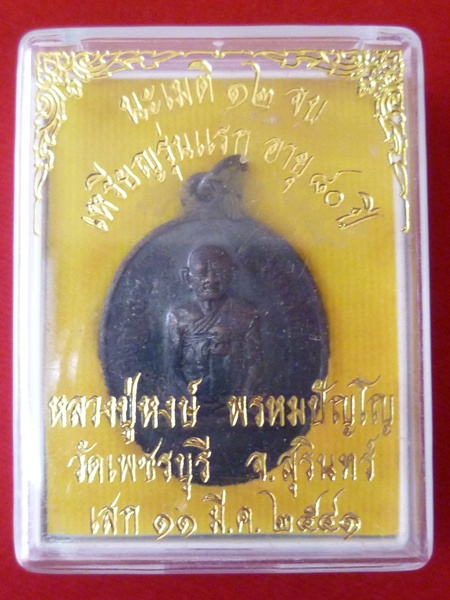 นะเมติ ๑๒ จบ
เหรียญรุ่นแรก อายุ ๘๐ ปี
หลวงปู่หงษ์ พรหมปัญโญ
วัดเพชรบุรี จ.สุรินทร์
เสก ๑๑ มี.ค. ๒๕๔๑